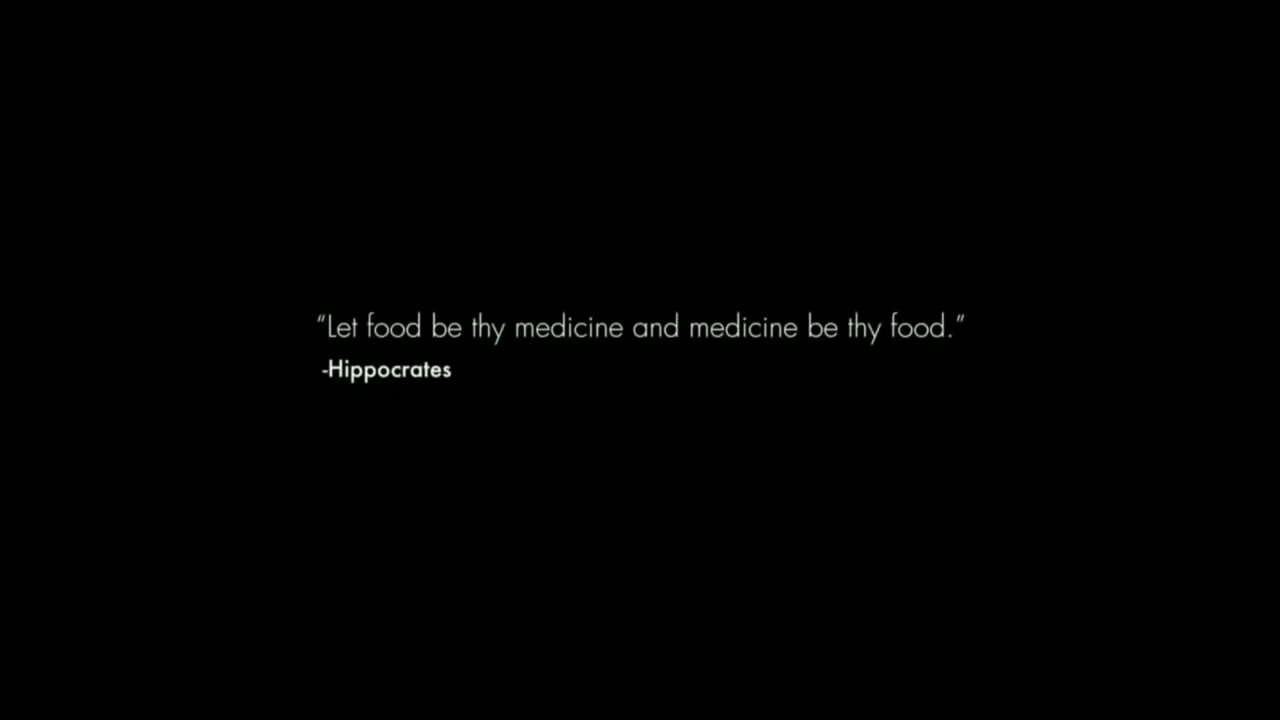 “Let food be thy medicine and medicine be thy food.”
-Hippocrates